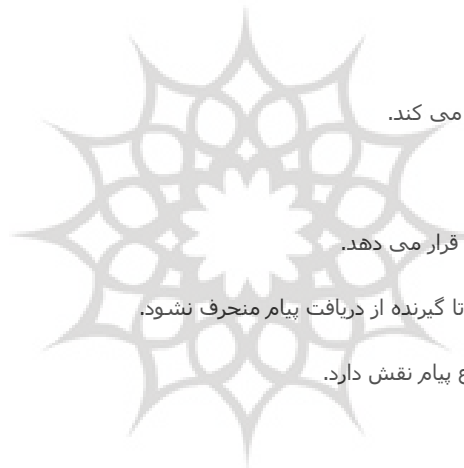 می کند.
قرار می دهد.
تا گیرنده از دریافت پیام منحرف نشود.
پیام نقش دارد.